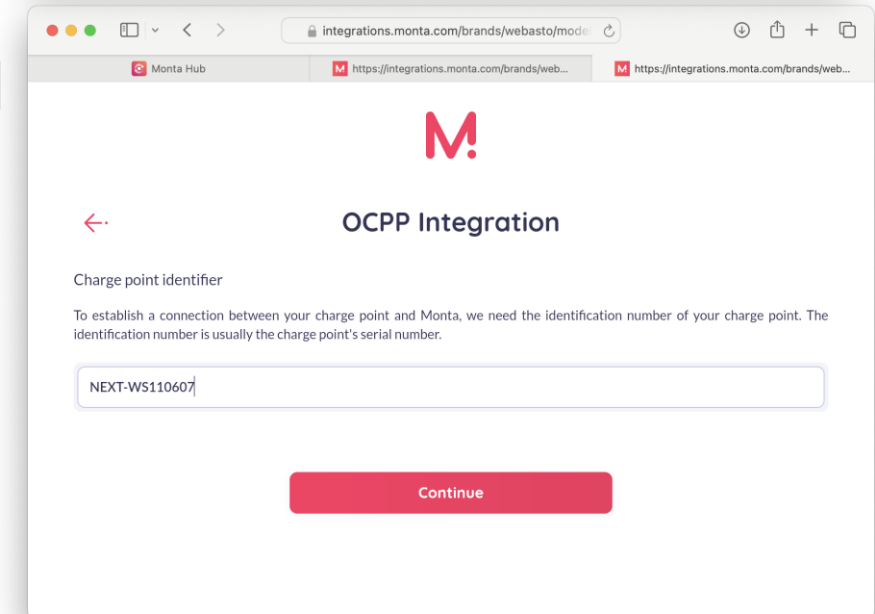 integrations.monta.com/brands/webasto/model
Monta Hub
https://integrations.monta.com/brands/web...
https://integrations.monta.com/brands/web...
M
OCPP Integration
Charge point identifier
To establish a connection between your charge point and Monta, we need the identification number of your charge point. The
identification number is usually the charge point's serial number.
NEXT-WS110607
Continue